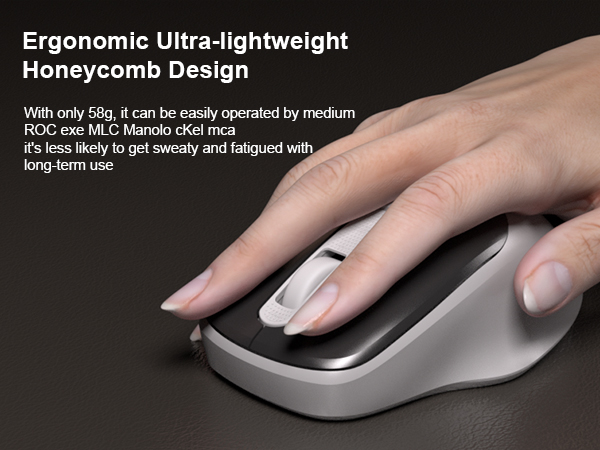 Ergonomic Ultra-lightweight
Honeycomb Design
With only 58g, it can be easily operated by medium
ROC exe MLC Manolo cKel mca
it's less likely to get sweaty and fatigued with
long-term use